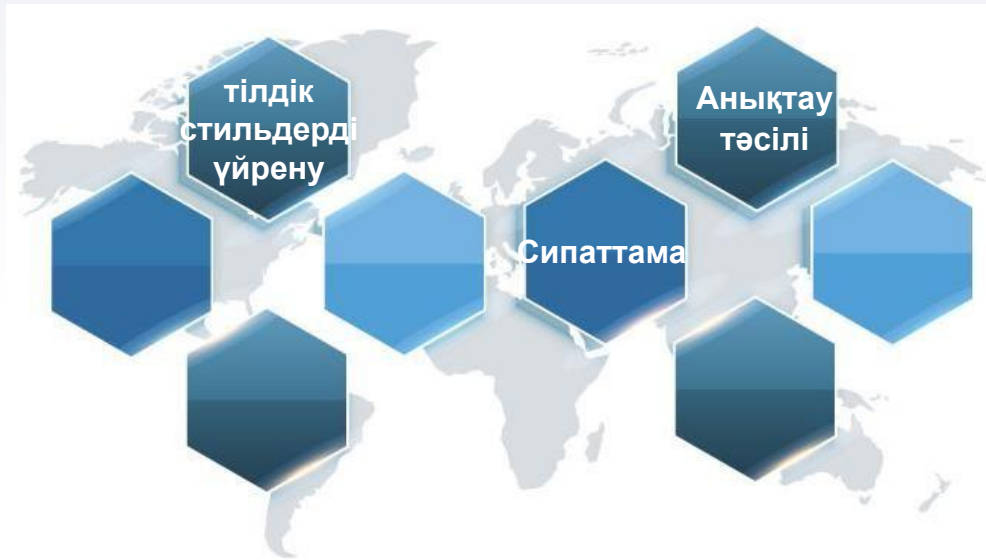 тілдік
стильдерді
үйрену
Анықтау
тәсілі
Сипаттама